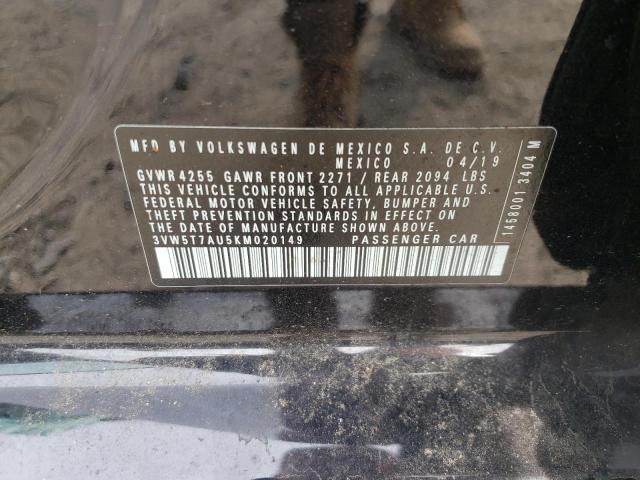 MFD BY VOLKSWAGEN DE MEXICO S.A. DE C.V.
MEXICO 04/19
GVWR 4255 GAWR FRONT 2271 / REAR 2094 LBS
THIS VEHICLE CONFORMS TO ALL APPLICABLE U.S.
FEDERAL MOTOR VEHICLE SAFETY, BUMPER AND
THEFT PREVENTION STANDARDS IN EFFECT ON
THE DATE OF MANUFACTURE SHOWN ABOVE.
3VW5T7AU5KM020149 PASSENGER CAR
1458001 3404 M